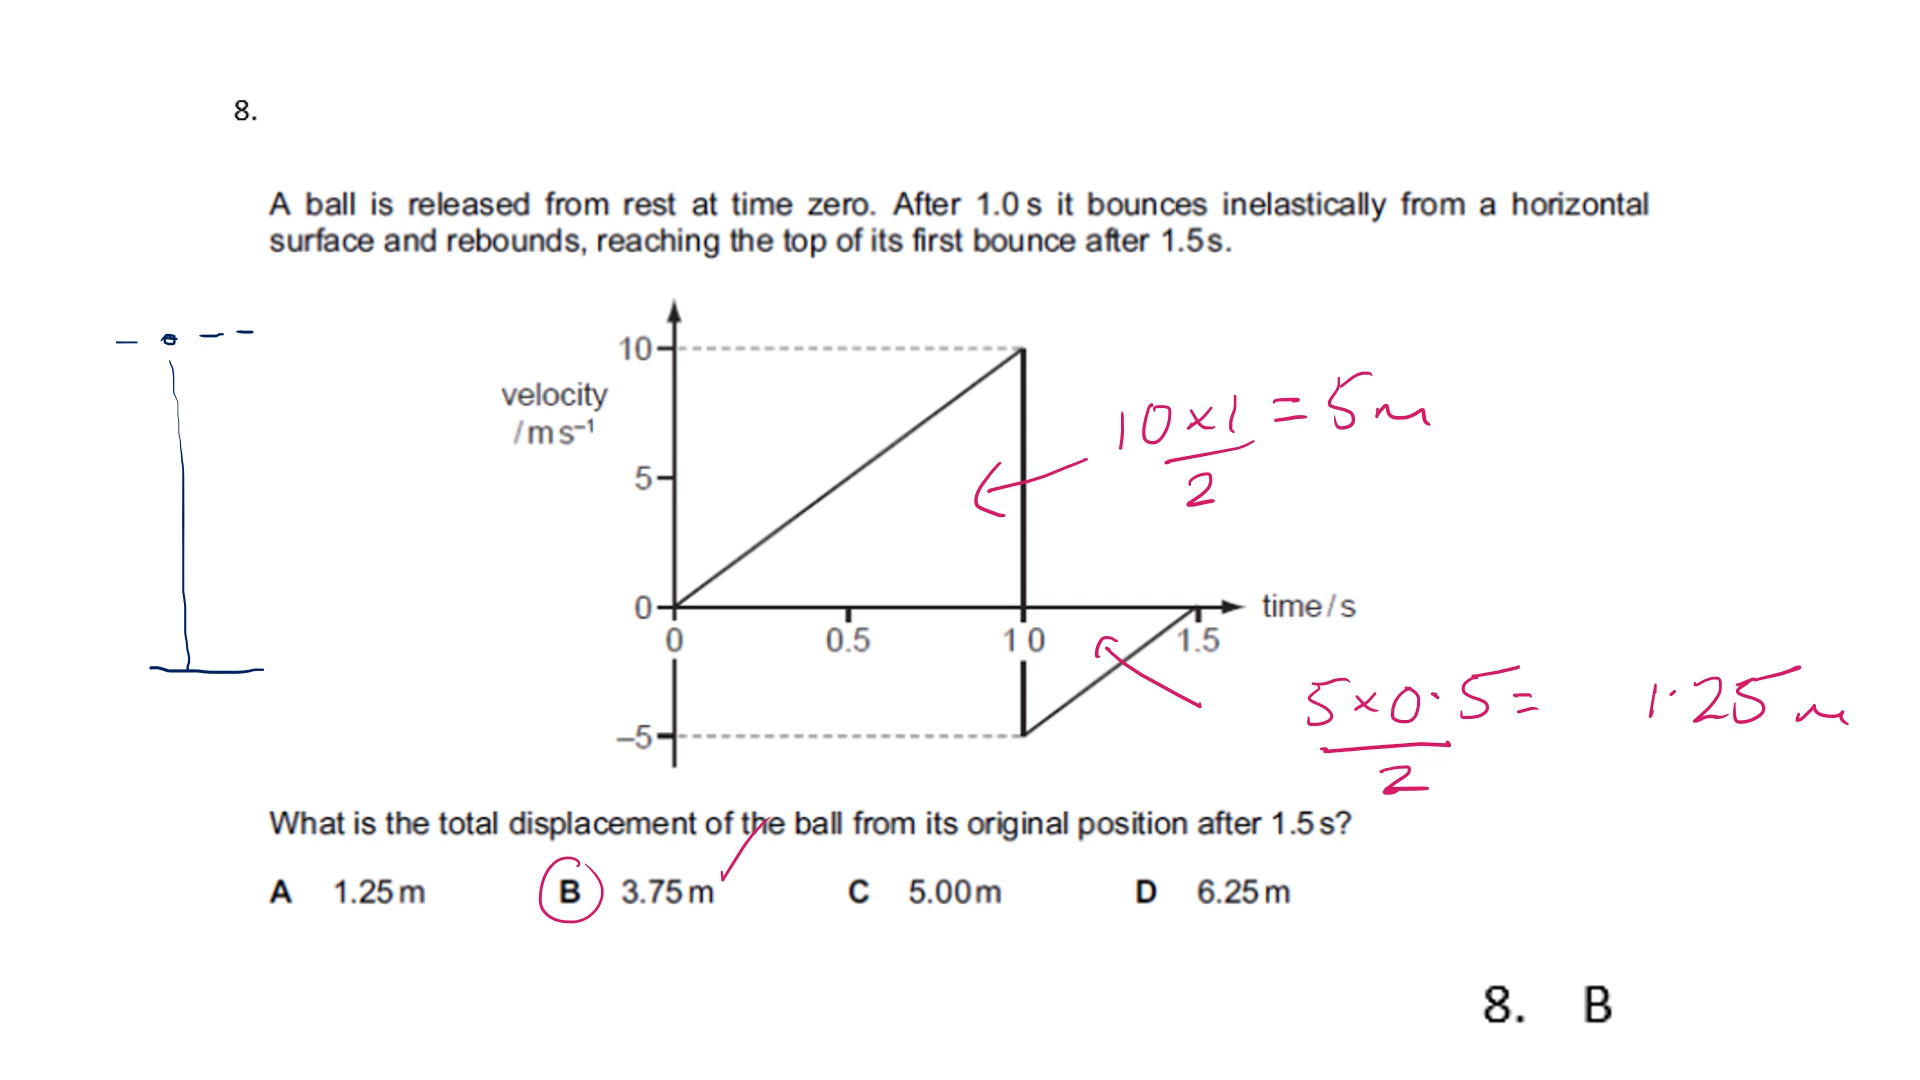 8.
A ball is released from rest at time zero. After 1.0 s it bounces inelastically from a horizontal
surface and rebounds, reaching the top of its first bounce after 1.5 s.
10
velocity
/ m s⁻¹
10 × 1 = 5 m
2
5
0
time / s
0
0.5
1 0
1.5
5 × 0.5 = 1.25 m
2
–5
What is the total displacement of the ball from its original position after 1.5 s?
A 1.25 m B 3.75 m C 5.00 m D 6.25 m
8. B